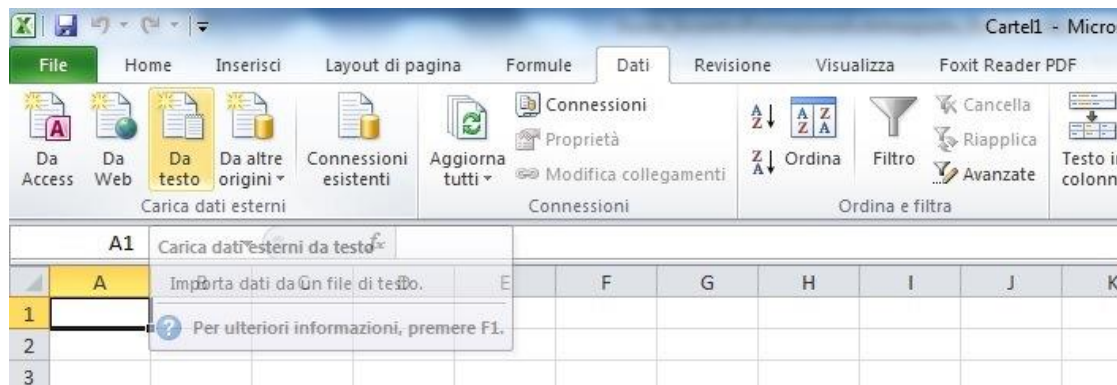 Cartel1 - Micro
File Home Inserisci Layout di pagina Formule Dati Revisione Visualizza Foxit Reader PDF
Da Access
Da Web
Da testo
Da altre origini
Connessioni esistenti
Carica dati esterni
Aggiorna tutti
Connessioni
Proprietà
Modifica collegamenti
Connessioni
A Z
Z A
A Z Z A
Ordina
Filtro
Cancella
Riapplica
Avanzate
Ordina e filtra
Testo i
colonn
A1
fx
Carica dati esterni da testo
Importa dati da un file di testo.
Per ulteriori informazioni, premere F1.
A B C D E F G H I J K
1
2
3